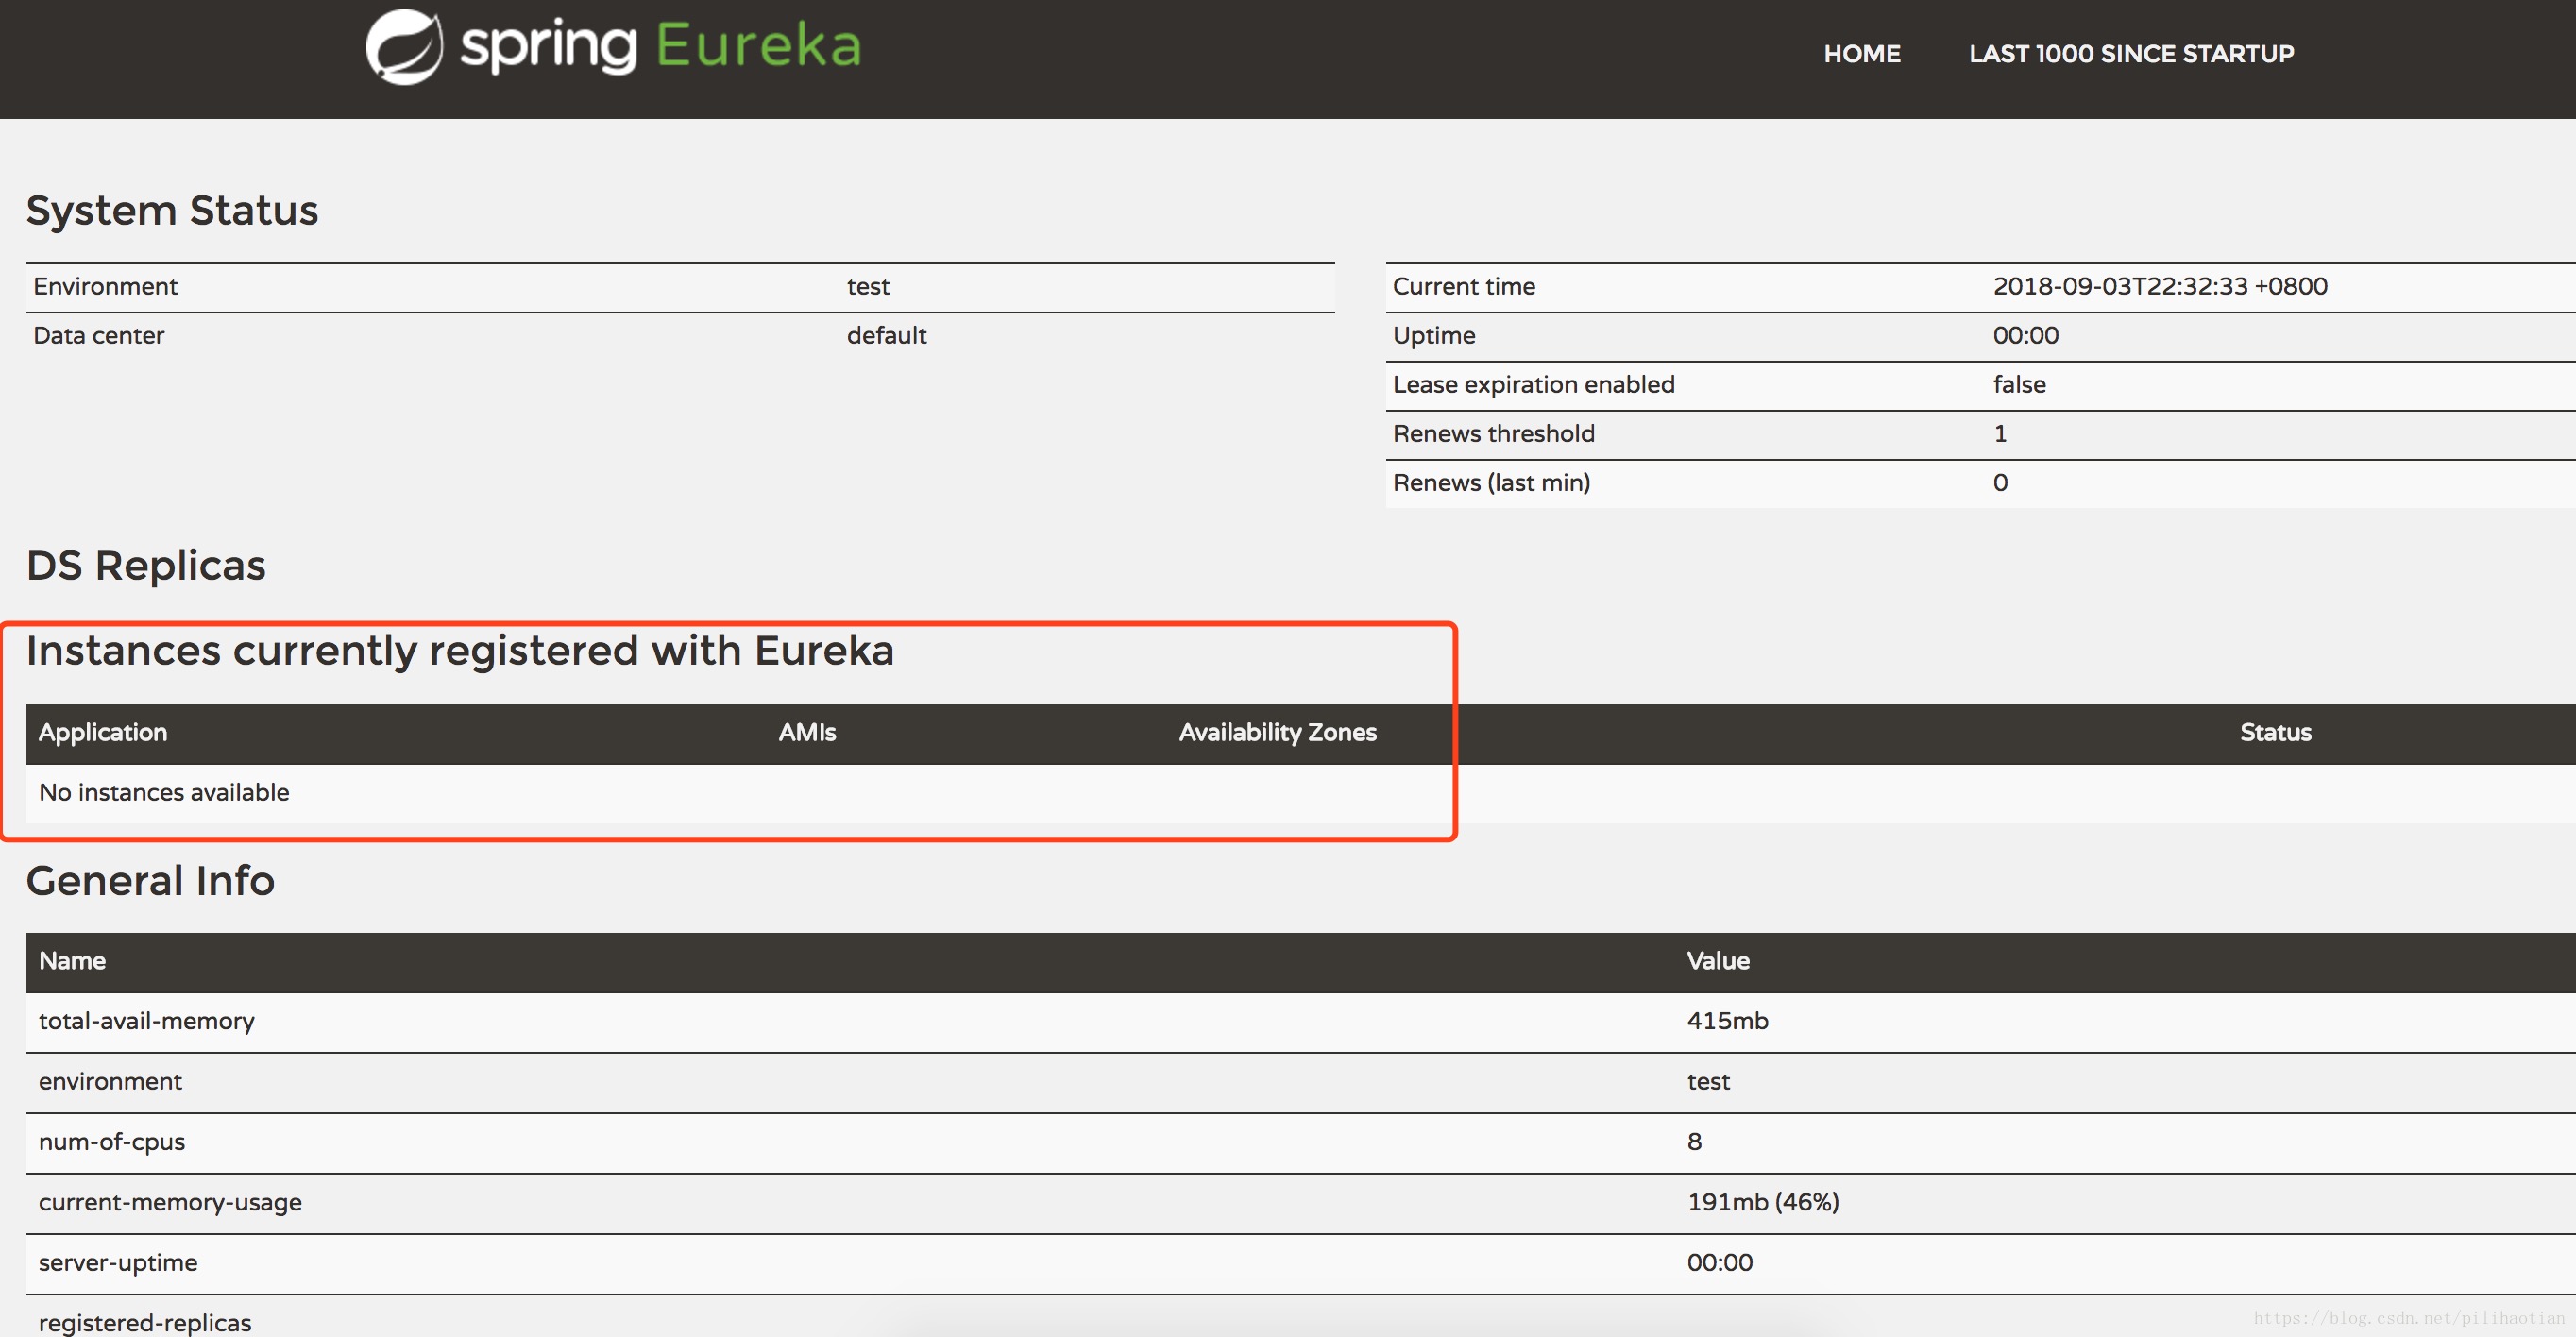 spring Eureka
HOME LAST 1000 SINCE STARTUP
System Status
Environment test
Data center default
Current time 2018-09-03T22:32:33 +0800
Uptime 00:00
Lease expiration enabled false
Renews threshold 1
Renews (last min) 0
DS Replicas
Instances currently registered with Eureka
Application AMIs Availability Zones Status
No instances available
General Info
Name Value
total-avail-memory 415mb
environment test
num-of-cpus 8
current-memory-usage 191mb (46%)
server-uptime 00:00
registered-replicas
https://blog.csdn.net/pilihaotian